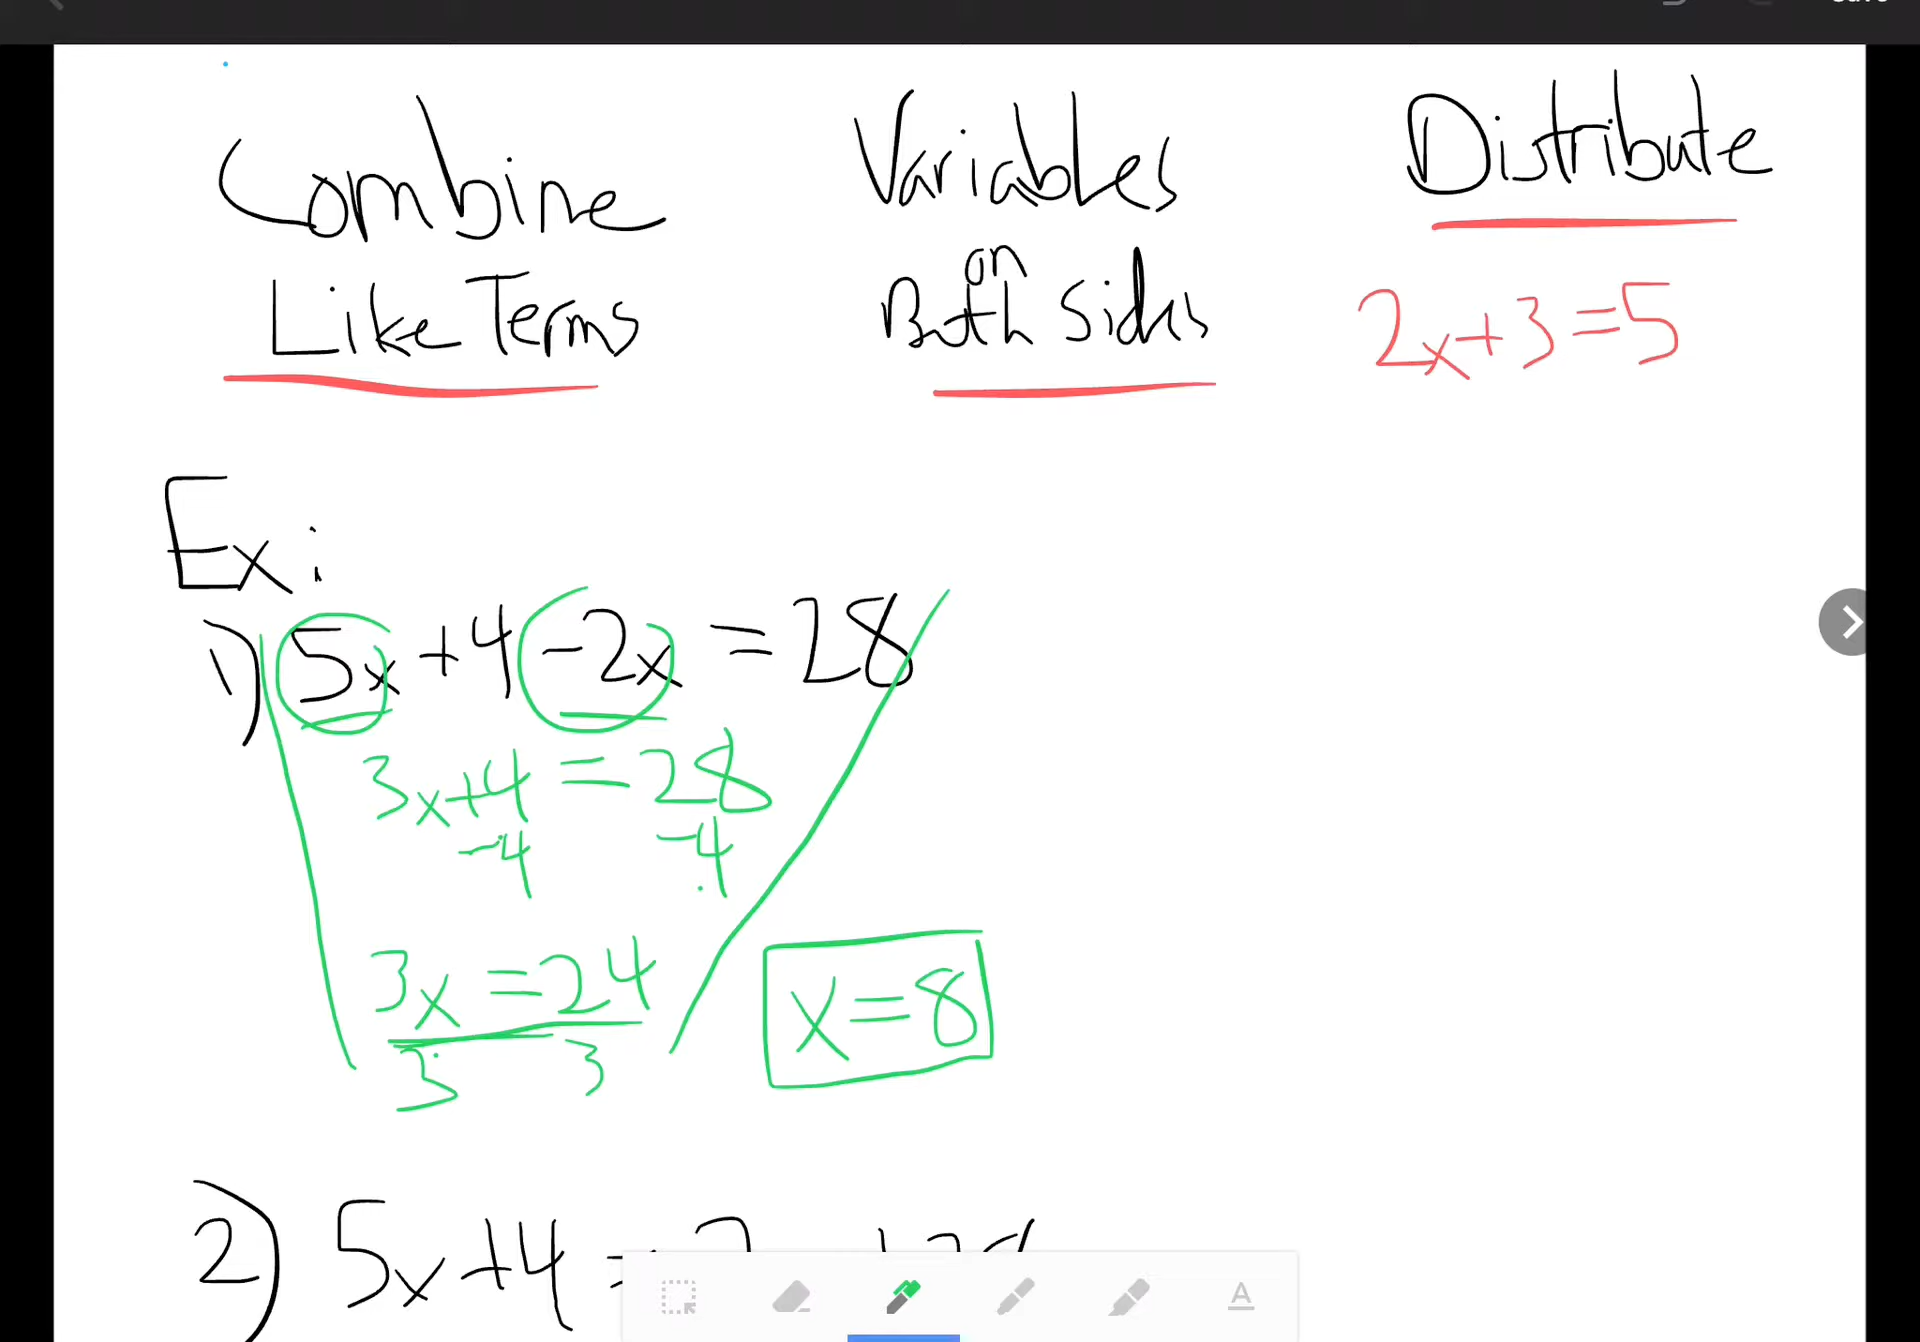 Combine
Like Terms
Variables
on
Both Sides
Distribute
2x+3=5
Ex:
1) 5x +4 -2x = 28
3x+4 = 28
-4 -4
3x = 24
3 3
x=8
2) 5x+4 =
A